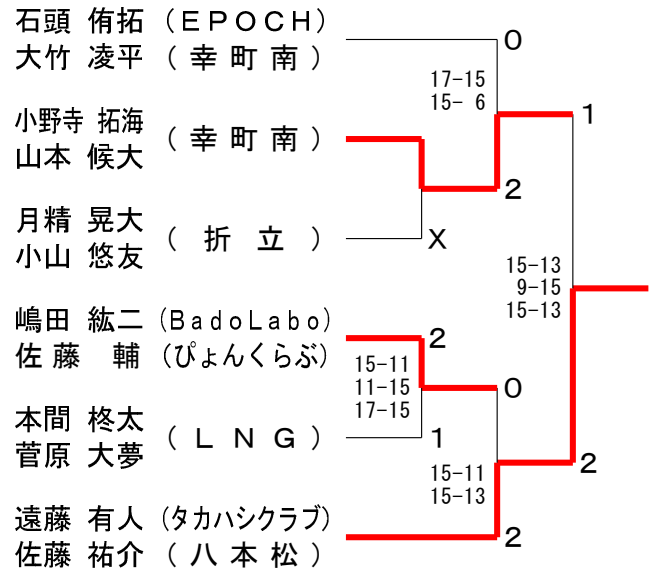 石頭 侑拓 (ＥＰＯＣＨ)
大竹 凌平 ( 幸 町 南 )
小野寺 拓海 ( 幸 町 南 )
山本 候大
月精 晃大 ( 折 立 )
小山 悠友
嶋田 紘二 (ＢａｄｏＬａｂｏ)
佐藤 輔 (ぴょんくらぶ)
本間 柊太 ( Ｌ Ｎ Ｇ )
菅原 大夢
遠藤 有人 (タカハシクラブ)
佐藤 祐介 ( 八 本 松 )
0
17-15
15- 6
2
X
1
2
15-11
11-15
17-15
1
0
15-11
15-13
2
15-13
9-15
15-13
2